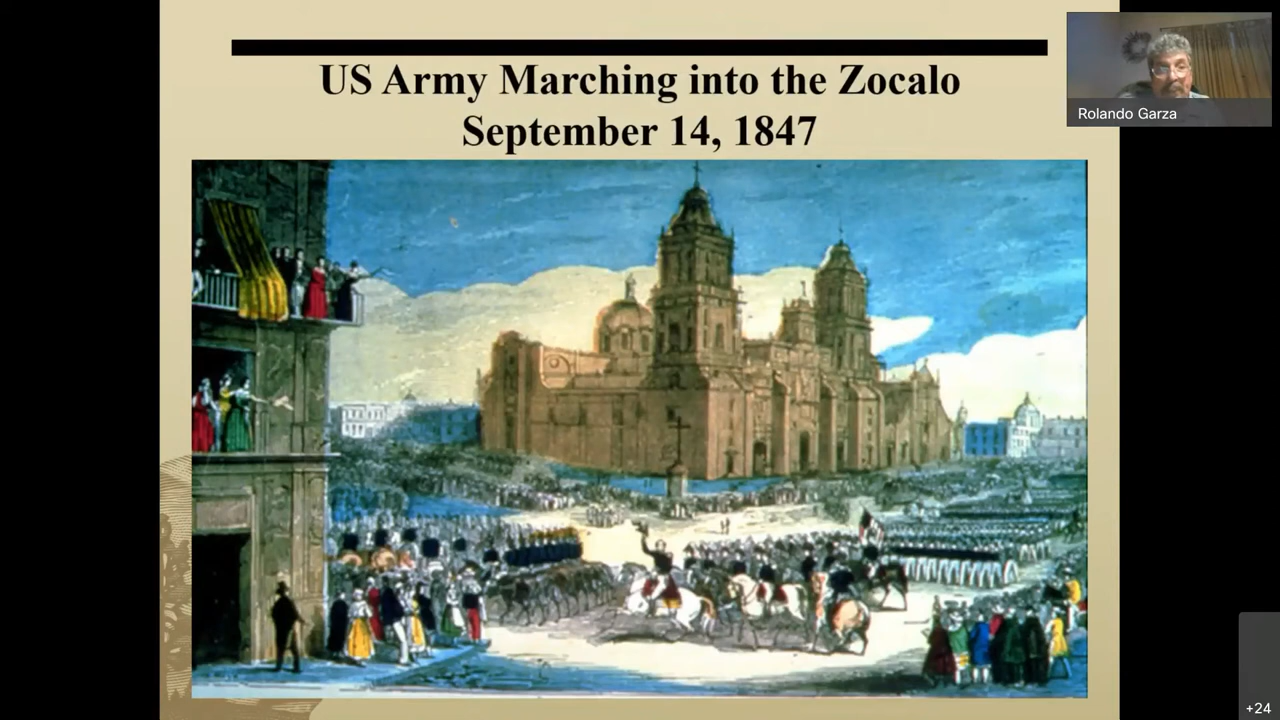 US Army Marching into the Zocalo
September 14, 1847
Rolando Garza
+24